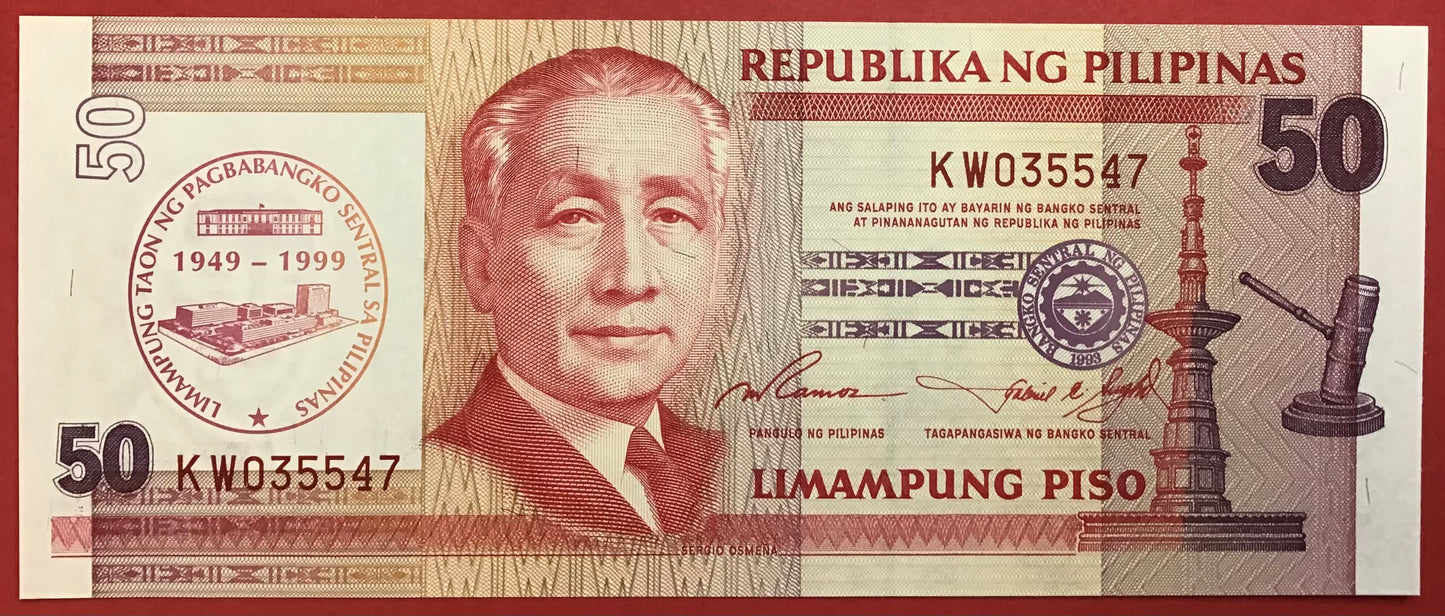 50
LIMAMPUNG TAON NG PAGBABANGKO SENTRAL SA PILIPINAS
1949 – 1999
50
KW035547
REPUBLIKA NG PILIPINAS
50
KW035547
ANG SALAPING ITO AY BAYARIN NG BANGKO SENTRAL
AT PINANANAGUTAN NG REPUBLIKA NG PILIPINAS
BANGKO SENTRAL NG PILIPINAS
1993
PANGULO NG PILIPINAS
TAGAPANGASIWA NG BANGKO SENTRAL
LIMAMPUNG PISO
SERGIO OSMEÑA